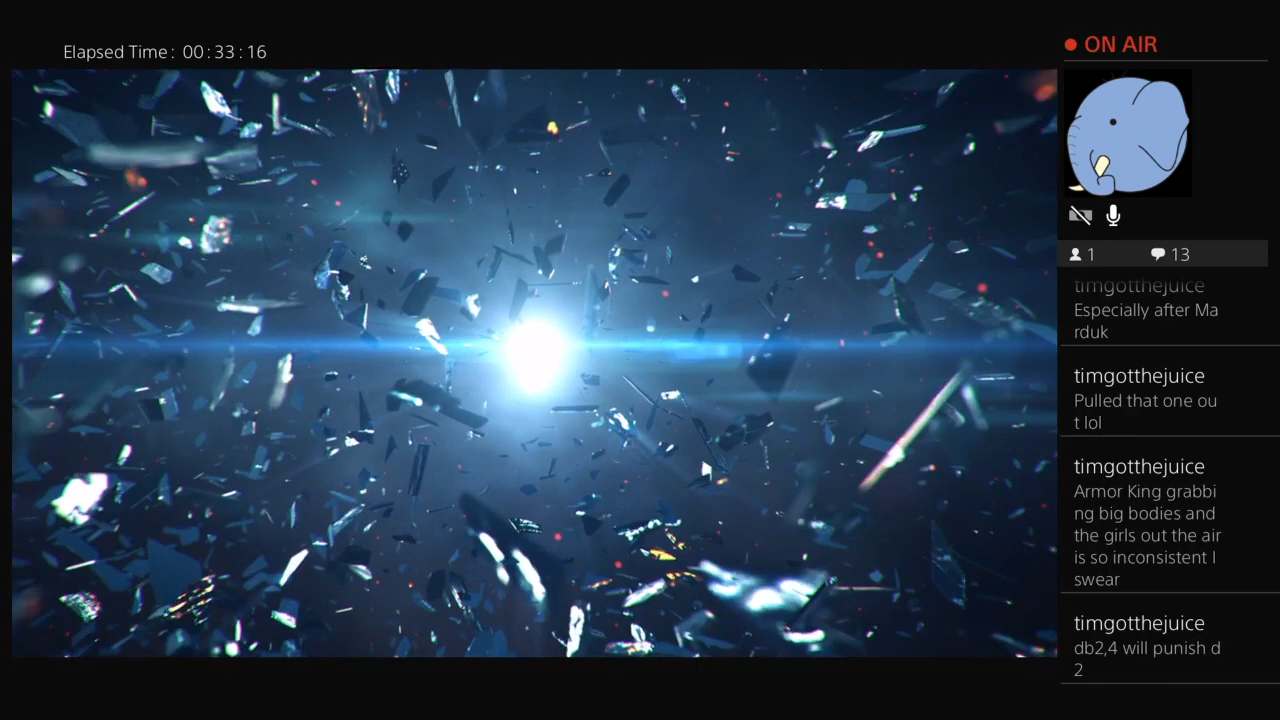 Elapsed Time: 00:33:16
ON AIR
1
13
timgotthejuice
Especially after Ma
rduk
timgotthejuice
Pulled that one ou
t lol
timgotthejuice
Armor King grabbi
ng big bodies and
the girls out the air
is so inconsistent I
swear
timgotthejuice
db2,4 will punish d
2